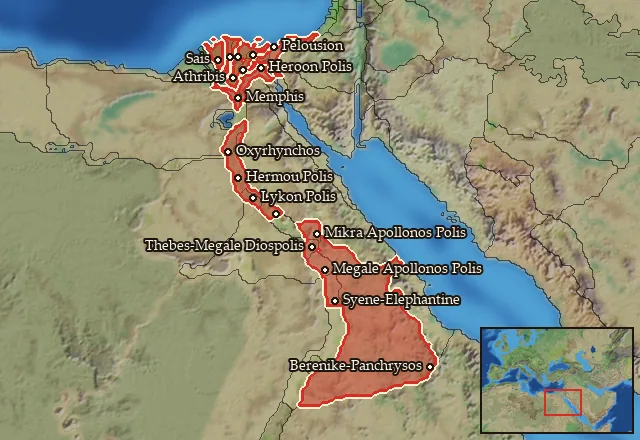 Pelousion
Sais
Heroon Polis
Athribis
Memphis
Oxyrhynchos
Hermou Polis
Lykon Polis
Mikra Apollonos Polis
Thebes-Megale Diospolis
Megale Apollonos Polis
Syene-Elephantine
Berenike-Panchrysos